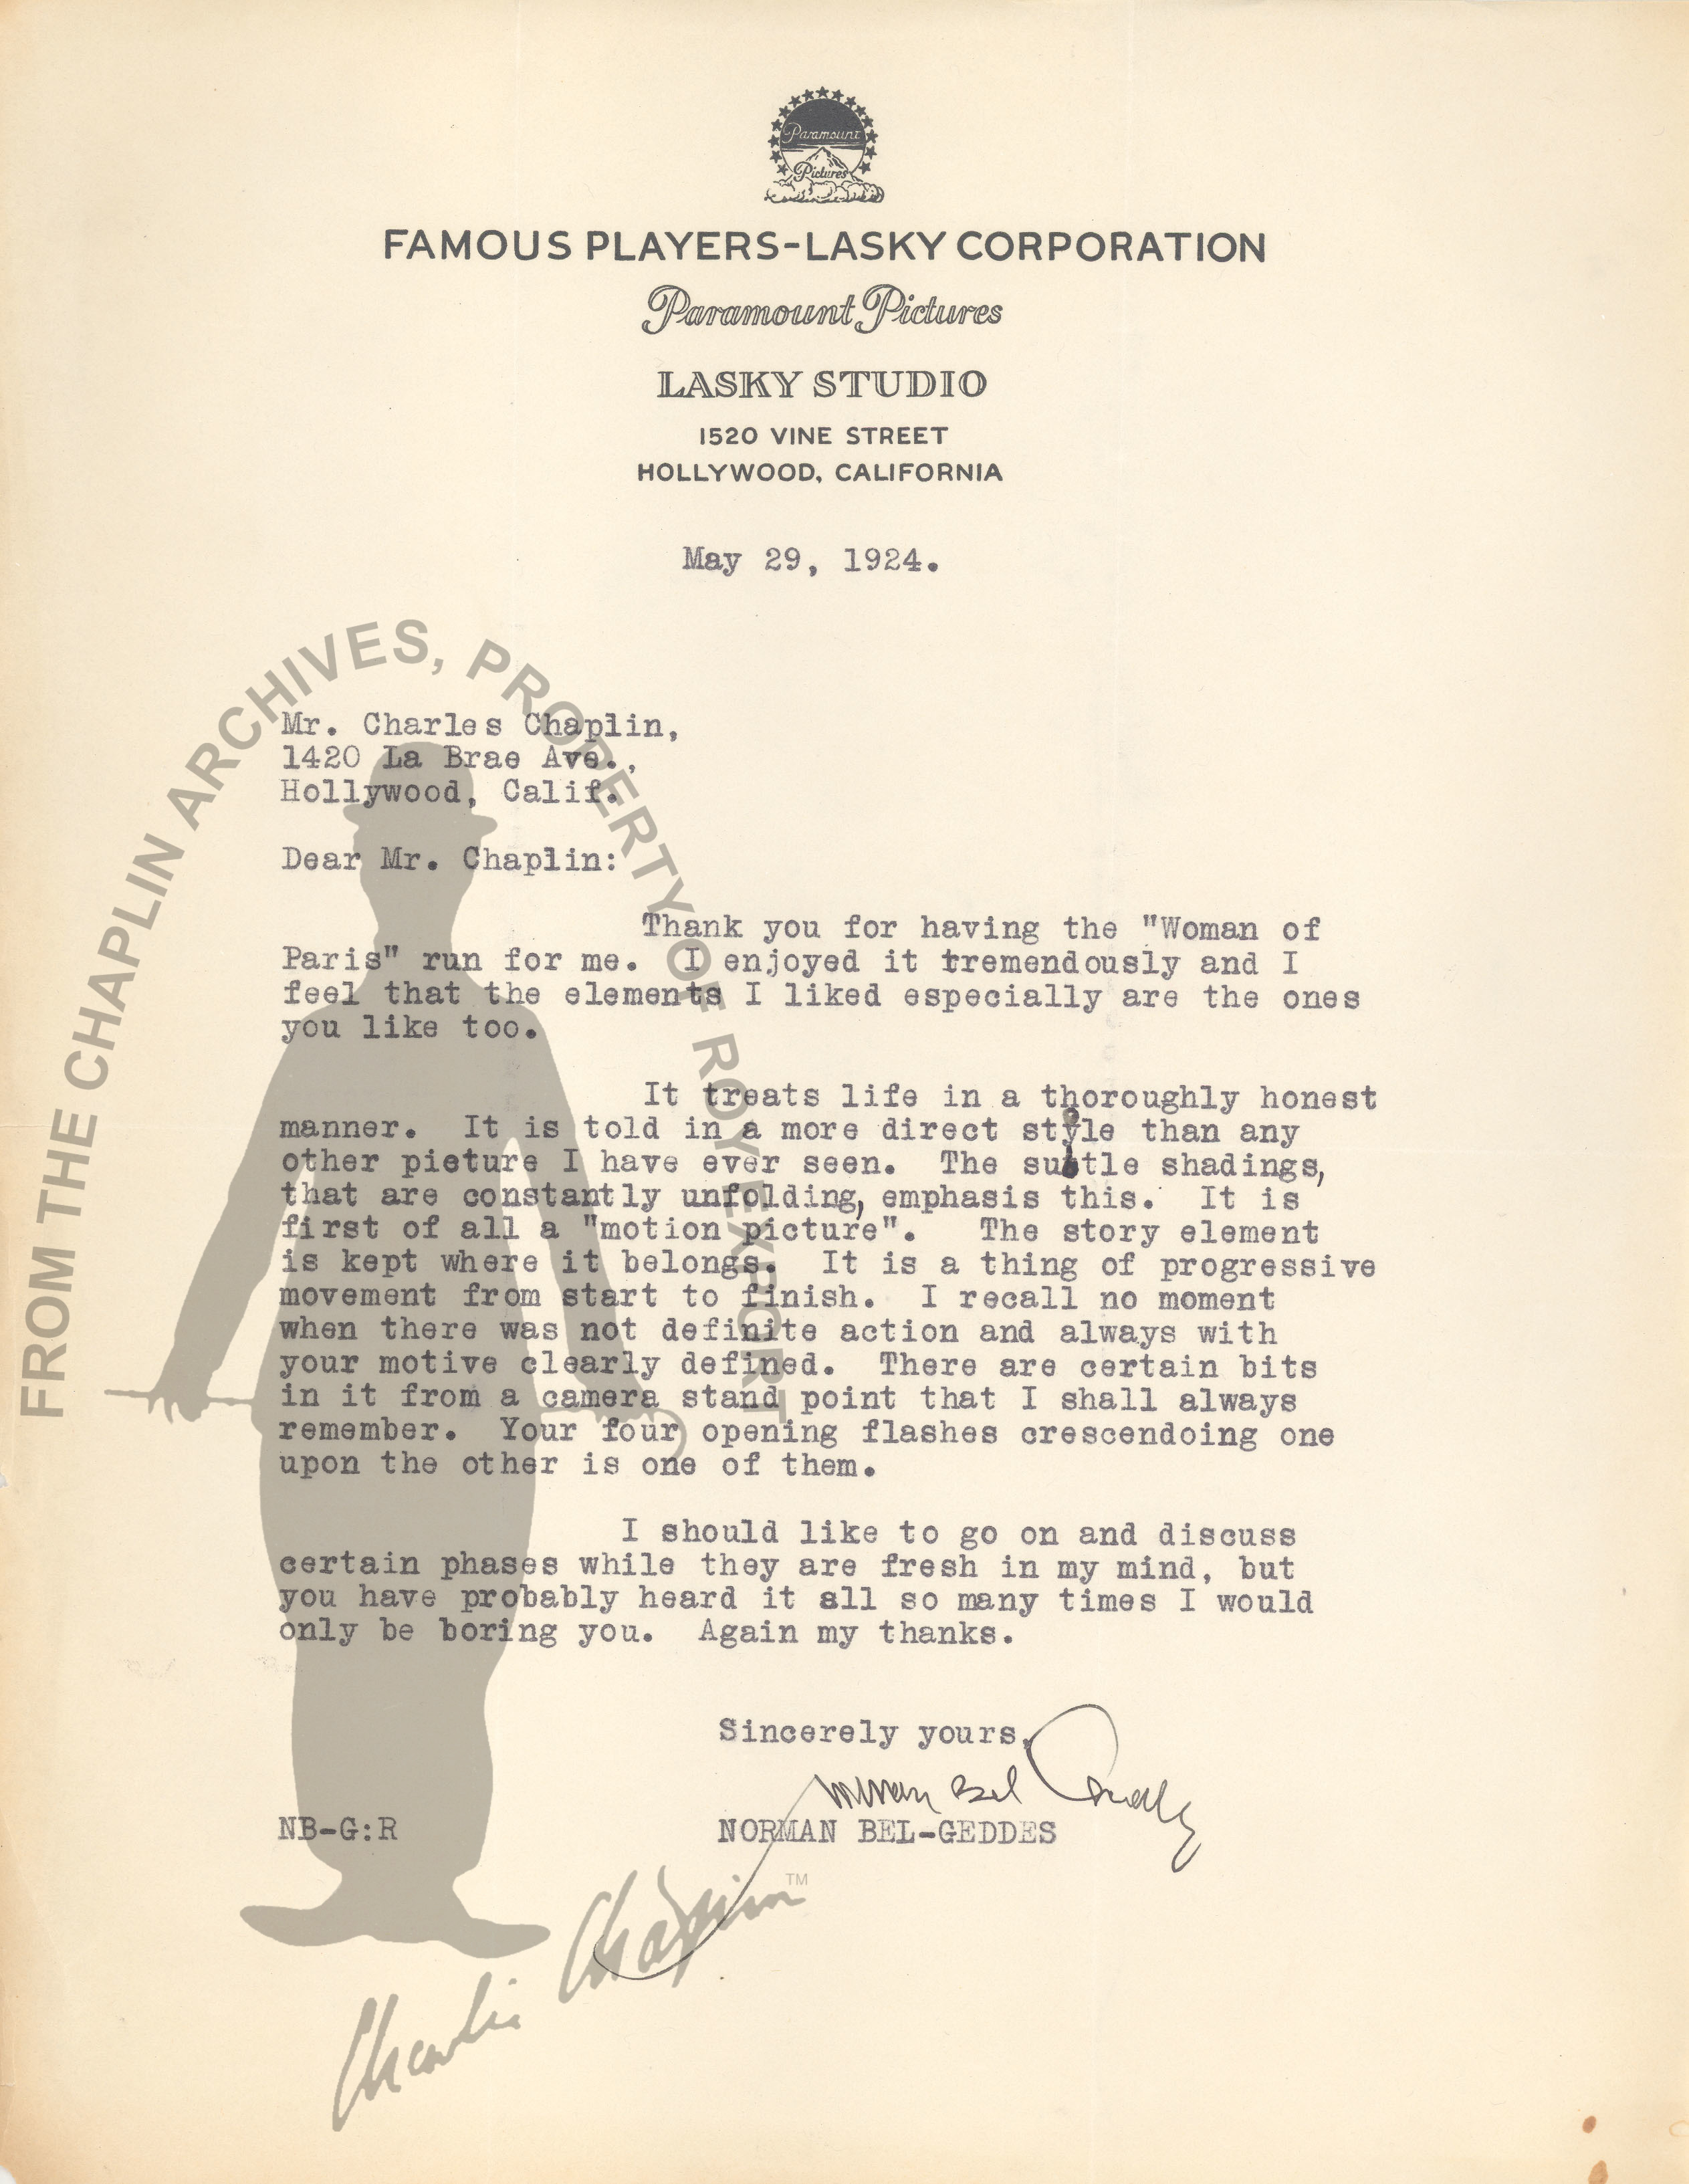 Paramount
Pictures
FAMOUS PLAYERS-LASKY CORPORATION
Paramount Pictures
LASKY STUDIO
1520 VINE STREET
HOLLYWOOD, CALIFORNIA
May 29, 1924.
FROM THE CHAPLIN ARCHIVES, PROPERTY OF ROY EXPORT
Mr. Charles Chaplin,
1420 La Brae Ave.,
Hollywood, Calif.
Dear Mr. Chaplin:
Thank you for having the "Woman of
Paris" run for me. I enjoyed it tremendously and I
feel that the elements I liked especially are the ones
you like too.
It treats life in a thoroughly honest
manner. It is told in a more direct style than any
other picture I have ever seen. The subtle shadings,
that are constantly unfolding, emphasis this. It is
first of all a "motion picture". The story element
is kept where it belongs. It is a thing of progressive
movement from start to finish. I recall no moment
when there was not definite action and always with
your motive clearly defined. There are certain bits
in it from a camera stand point that I shall always
remember. Your four opening flashes crescendoing one
upon the other is one of them.
I should like to go on and discuss
certain phases while they are fresh in my mind, but
you have probably heard it all so many times I would
only be boring you. Again my thanks.
Sincerely yours,
Norman Bel Geddes
NB-G:R NORMAN BEL-GEDDES
Charlie Chaplin TM